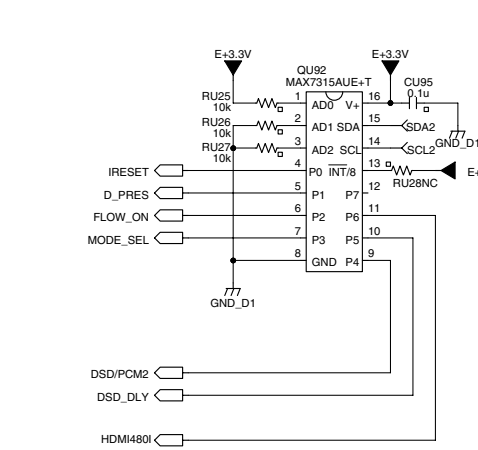 E+3.3V
E+3.3V
QU92
MAX7315AUE+T
CU95
0.1u
RU25
10k
1
AD0
V+
16
RU26
10k
2
AD1
SDA
15
SDA2
RU27
10k
3
AD2
SCL
14
SCL2
GND_D1
IRESET
4
P0
INT/8
13
RU28NC
E+
D_PRES
5
P1
P7
12
FLOW_ON
6
P2
P6
11
MODE_SEL
7
P3
P5
10
8
GND
P4
9
GND_D1
DSD/PCM2
DSD_DLY
HDMI480I